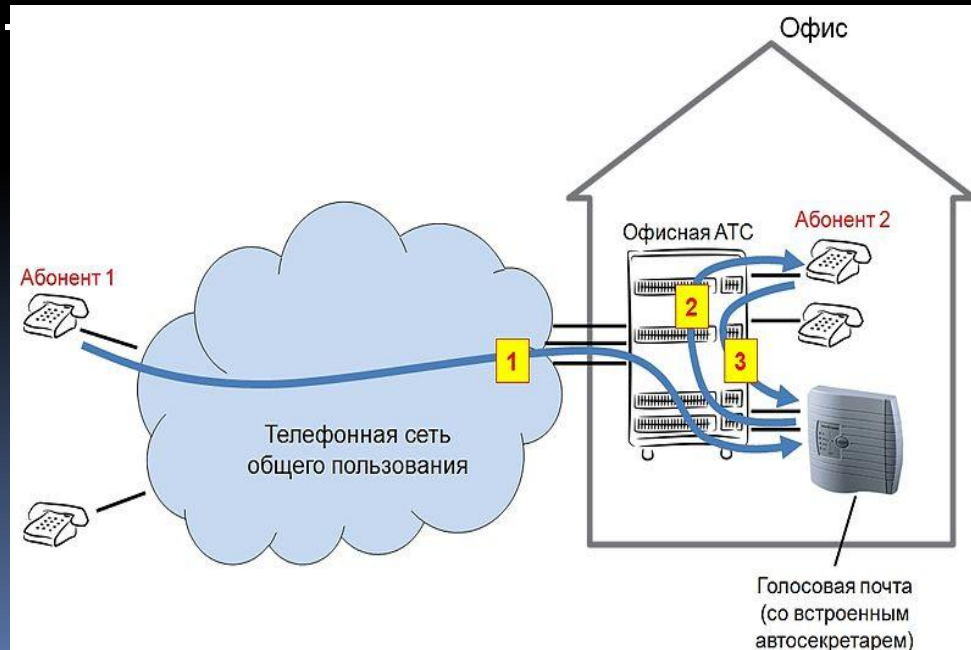 Офис
Абонент 2
Офисная АТС
Абонент 1
2
1
3
Телефонная сеть
общего пользования
Голосовая почта
(со встроенным
автосекретарем)